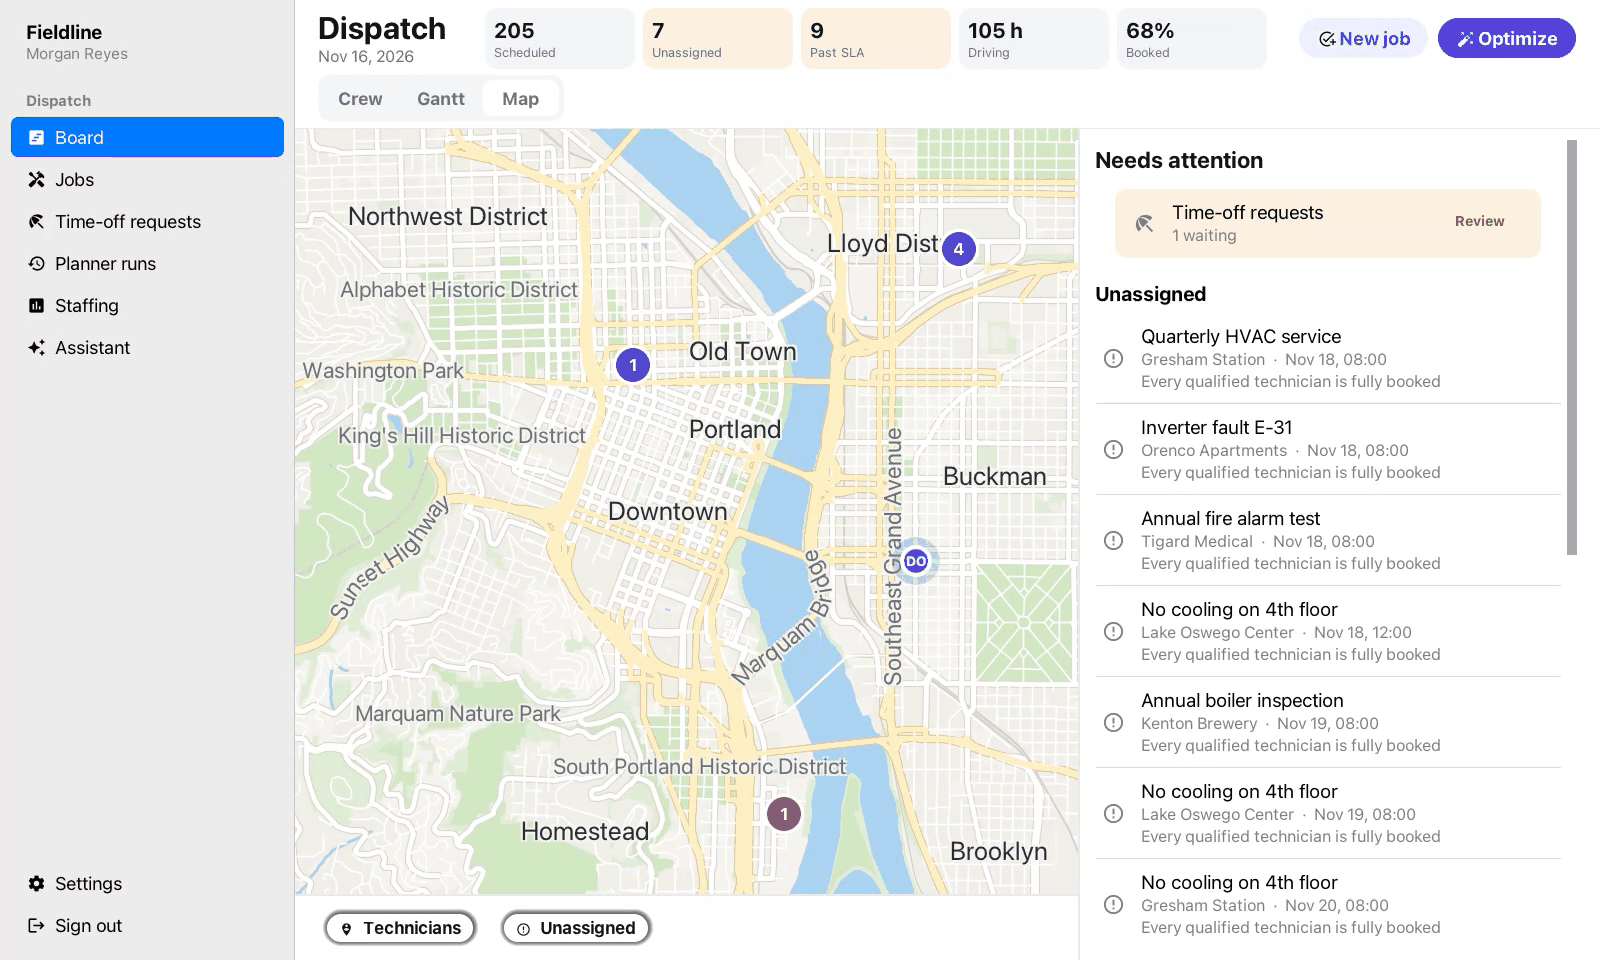 Fieldline
Morgan Reyes
Dispatch
Board
Jobs
Time-off requests
Planner runs
Staffing
Assistant
Settings
Sign out
Dispatch
Nov 16, 2026
205
Scheduled
7
Unassigned
9
Past SLA
105 h
Driving
68%
Booked
New job
Optimize
Crew
Gantt
Map
Northwest District
Lloyd Dist
4
Alphabet Historic District
Old Town
1
Washington Park
Portland
King's Hill Historic District
Buckman
Downtown
Sunset Highway
Southeast Grand Avenue
DO
Marquam Bridge
Marquam Nature Park
South Portland Historic District
1
Homestead
Brooklyn
Technicians
Unassigned
Needs attention
Time-off requests
1 waiting
Review
Unassigned
Quarterly HVAC service
Gresham Station · Nov 18, 08:00
Every qualified technician is fully booked
Inverter fault E-31
Orenco Apartments · Nov 18, 08:00
Every qualified technician is fully booked
Annual fire alarm test
Tigard Medical · Nov 18, 08:00
Every qualified technician is fully booked
No cooling on 4th floor
Lake Oswego Center · Nov 18, 12:00
Every qualified technician is fully booked
Annual boiler inspection
Kenton Brewery · Nov 19, 08:00
Every qualified technician is fully booked
No cooling on 4th floor
Lake Oswego Center · Nov 19, 08:00
Every qualified technician is fully booked
No cooling on 4th floor
Gresham Station · Nov 20, 08:00
Every qualified technician is fully booked